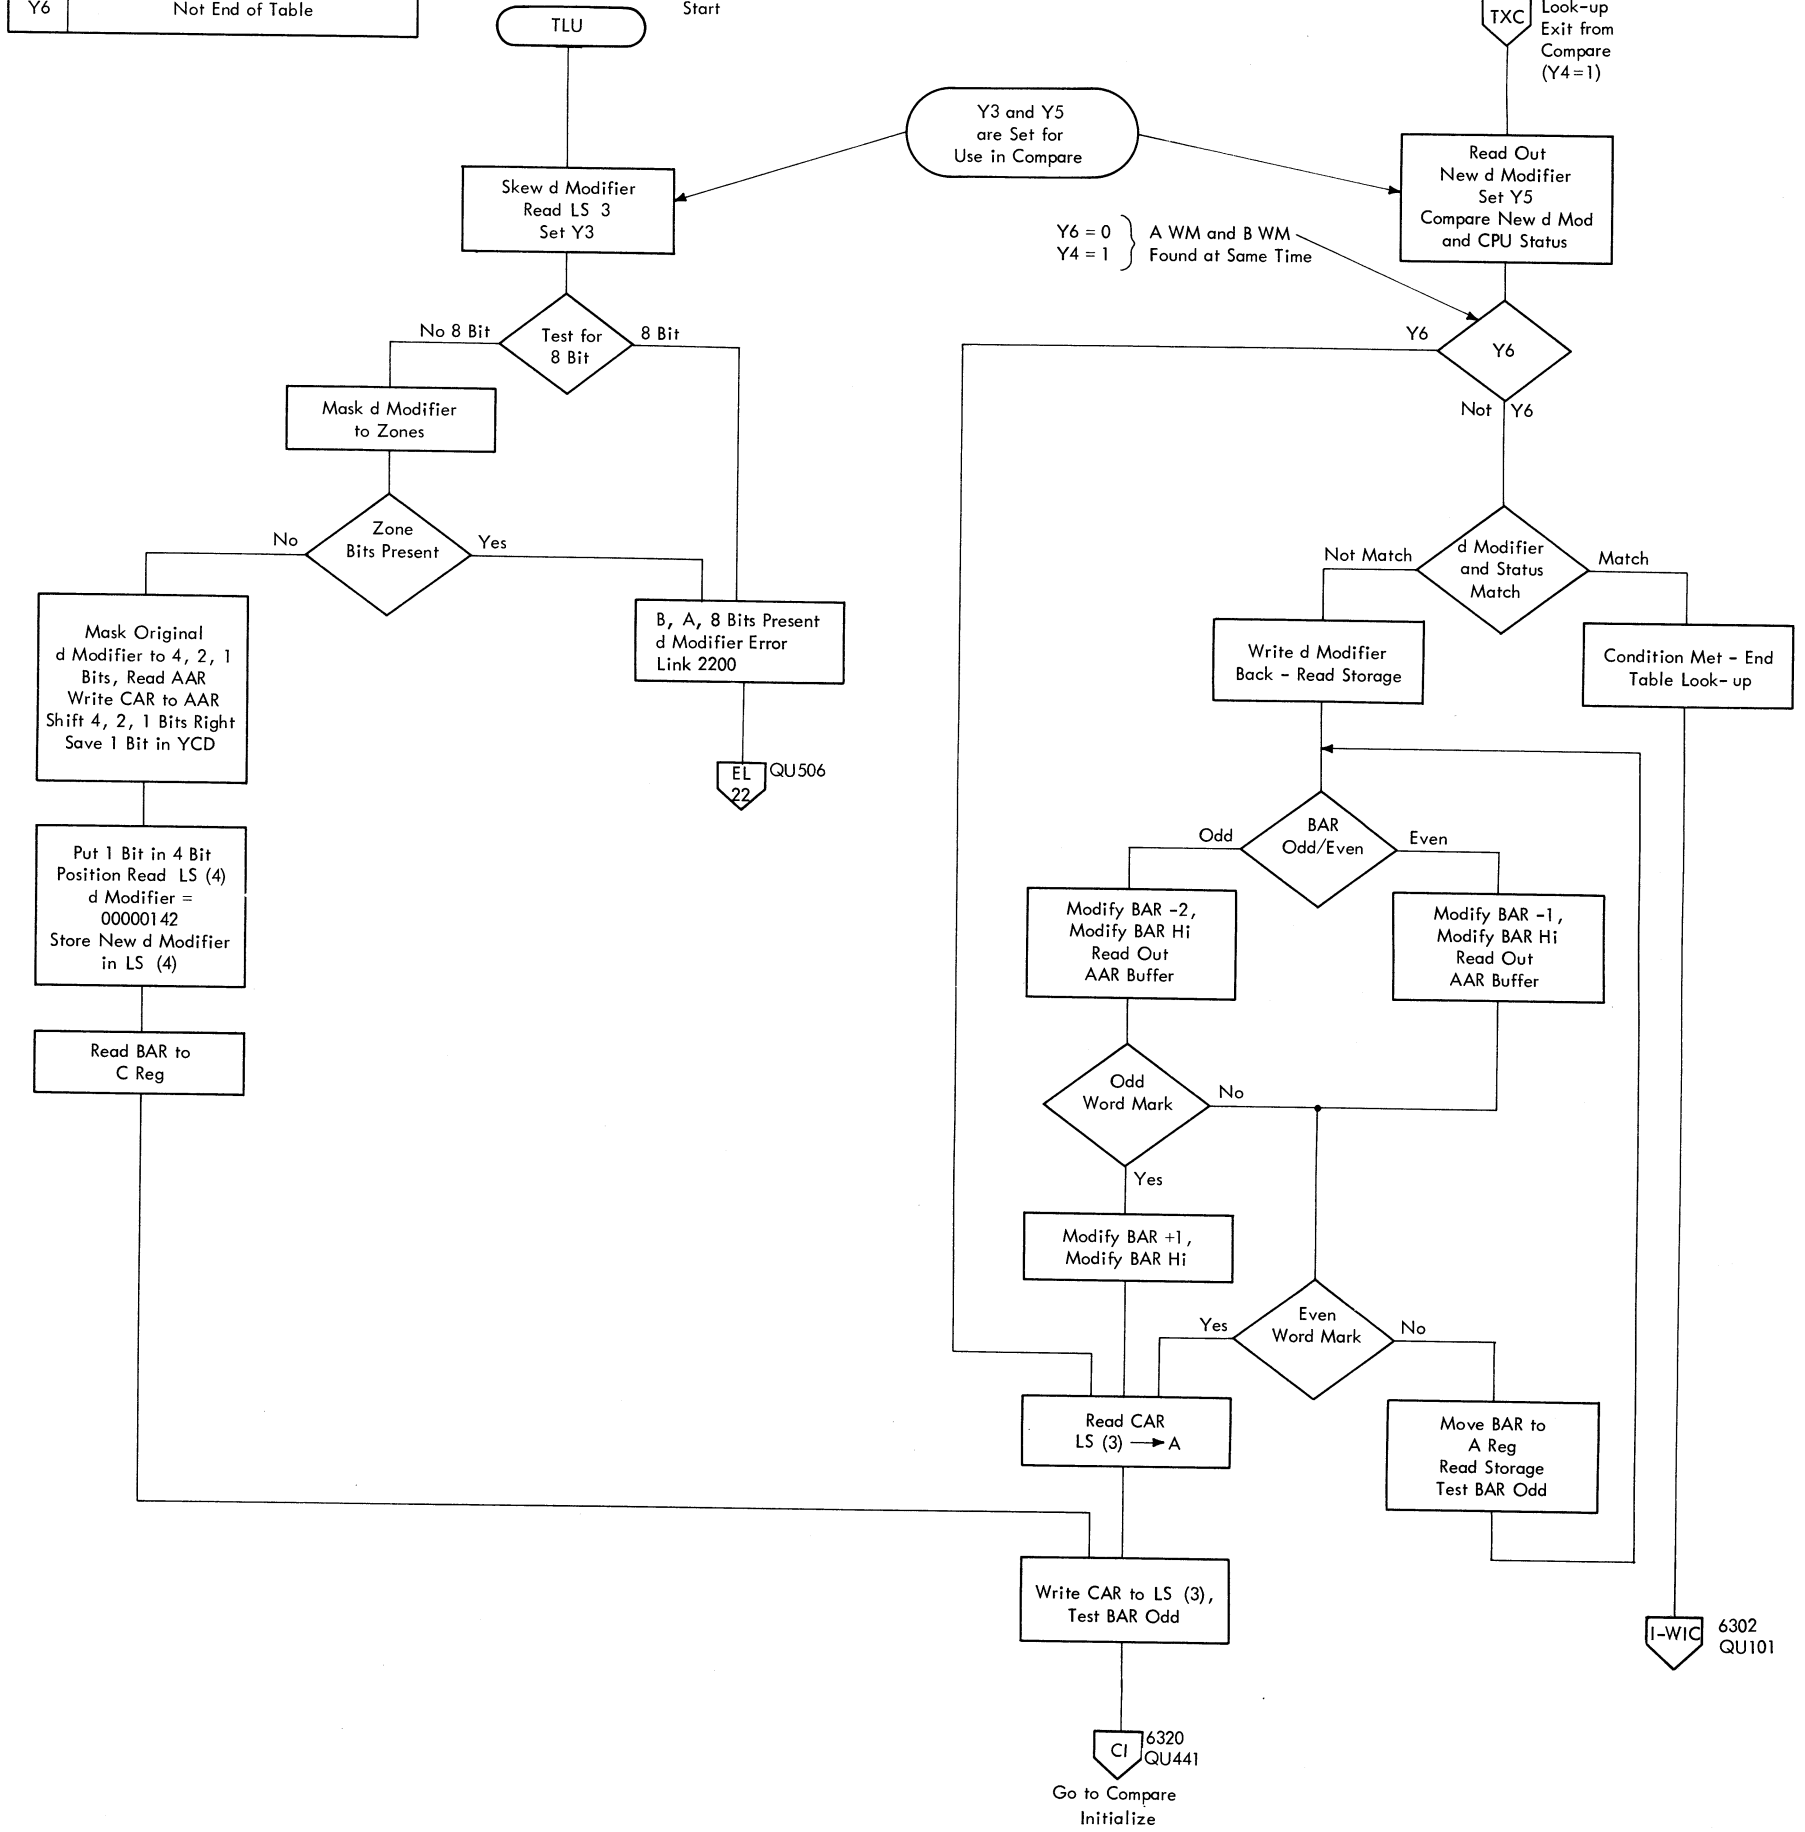 Y6 Not End of Table
Start
TLU
TXC
Look-up
Exit from
Compare
(Y4=1)
Y3 and Y5
are Set for
Use in Compare
Skew d Modifier
Read LS 3
Set Y3
Read Out
New d Modifier
Set Y5
Compare New d Mod
and CPU Status
Y6 = 0
Y4 = 1
A WM and B WM
Found at Same Time
No 8 Bit
Test for
8 Bit
8 Bit
Y6
Y6
Not Y6
Mask d Modifier
to Zones
No
Zone
Bits Present
Yes
Not Match
d Modifier
and Status
Match
Match
Mask Original
d Modifier to 4, 2, 1
Bits, Read AAR
Write CAR to AAR
Shift 4, 2, 1 Bits Right
Save 1 Bit in YCD
B, A, 8 Bits Present
d Modifier Error
Link 2200
Write d Modifier
Back - Read Storage
Condition Met - End
Table Look-up
EL
22
QU506
Put 1 Bit in 4 Bit
Position Read LS (4)
d Modifier =
00000142
Store New d Modifier
in LS (4)
Odd
BAR
Odd/Even
Even
Modify BAR -2,
Modify BAR Hi
Read Out
AAR Buffer
Modify BAR -1,
Modify BAR Hi
Read Out
AAR Buffer
Read BAR to
C Reg
Odd
Word Mark
No
Yes
Modify BAR +1,
Modify BAR Hi
Yes
Even
Word Mark
No
Read CAR
LS (3) → A
Move BAR to
A Reg
Read Storage
Test BAR Odd
Write CAR to LS (3),
Test BAR Odd
I-WIC
6302
QU101
CI
6320
QU441
Go to Compare
Initialize